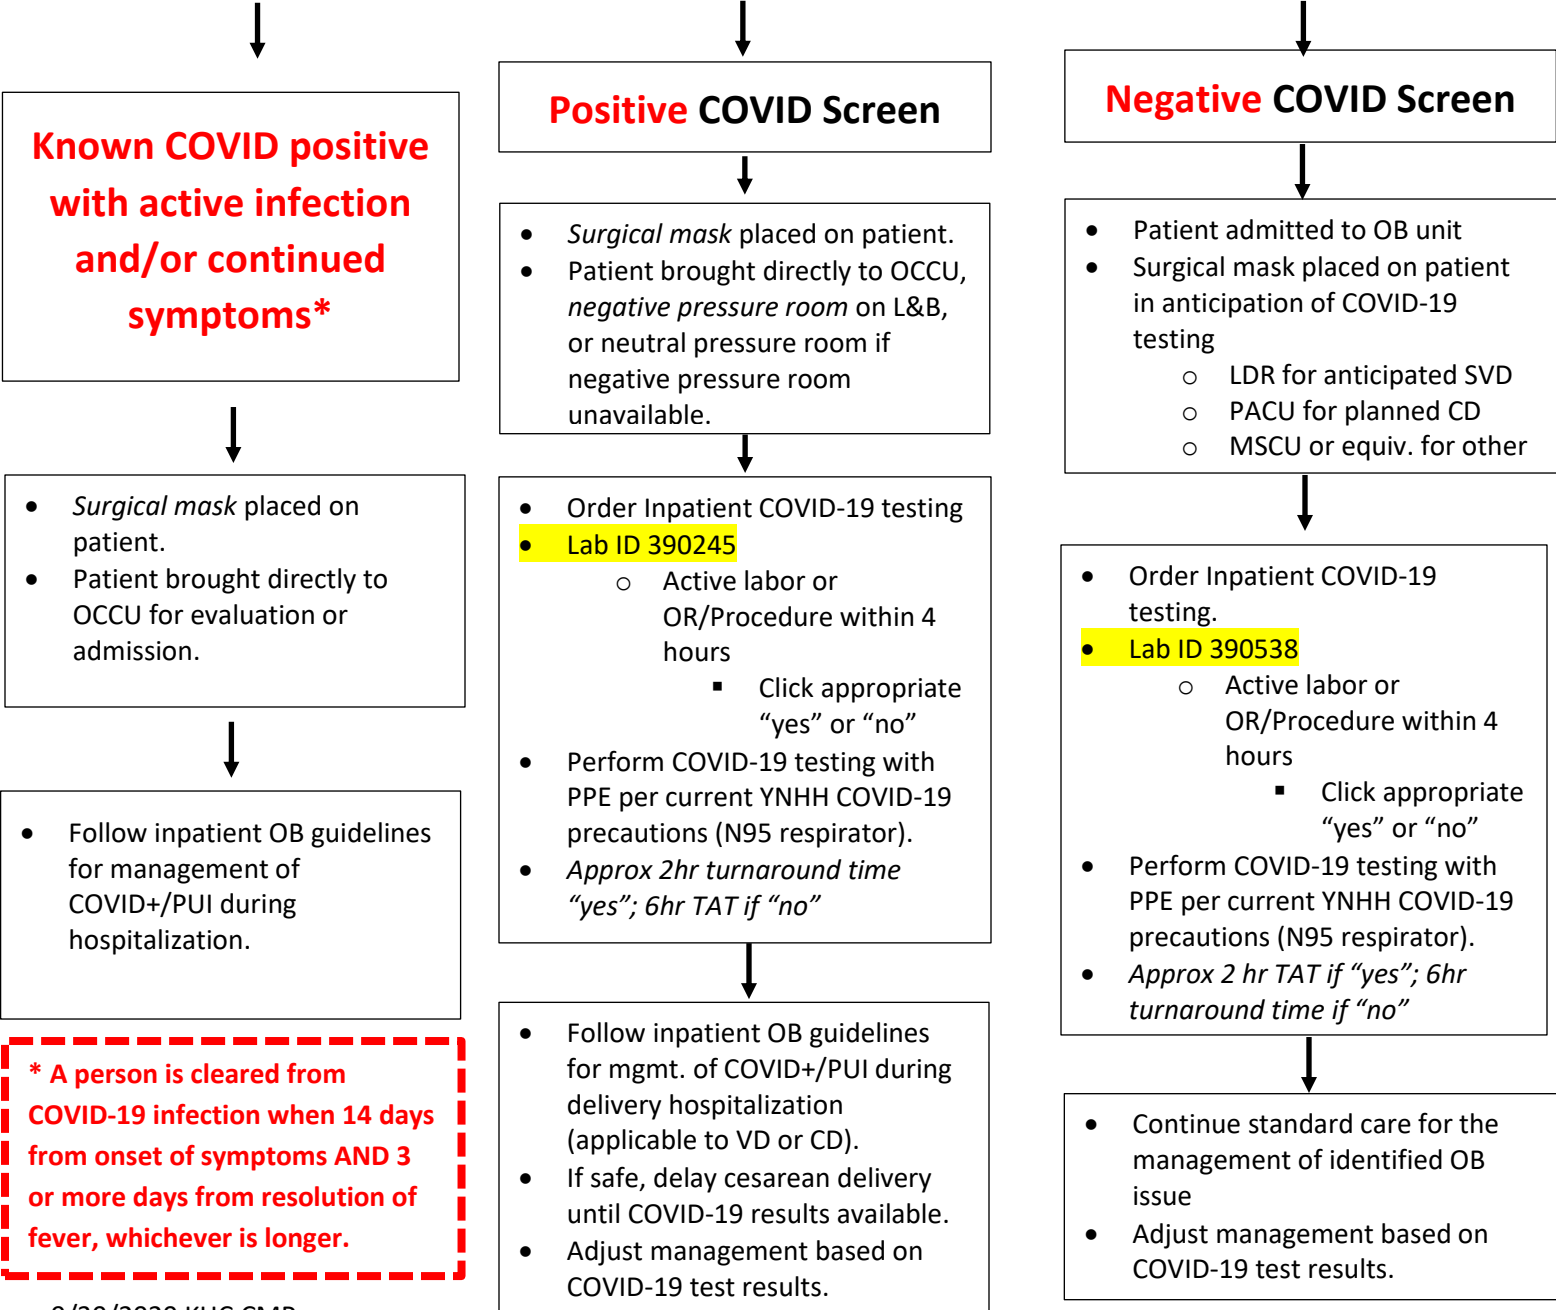 Known COVID positive
with active infection
and/or continued
symptoms*
• Surgical mask placed on
patient.
• Patient brought directly to
OCCU for evaluation or
admission.
• Follow inpatient OB guidelines
for management of
COVID+/PUI during
hospitalization.
* A person is cleared from
COVID-19 infection when 14 days
from onset of symptoms AND 3
or more days from resolution of
fever, whichever is longer.
Positive COVID Screen
• Surgical mask placed on patient.
• Patient brought directly to OCCU,
negative pressure room on L&B,
or neutral pressure room if
negative pressure room
unavailable.
• Order Inpatient COVID-19 testing
• Lab ID 390245
o Active labor or
OR/Procedure within 4
hours
▪ Click appropriate
“yes” or “no”
• Perform COVID-19 testing with
PPE per current YNHH COVID-19
precautions (N95 respirator).
• Approx 2hr turnaround time
“yes”; 6hr TAT if “no”
• Follow inpatient OB guidelines
for mgmt. of COVID+/PUI during
delivery hospitalization
(applicable to VD or CD).
• If safe, delay cesarean delivery
until COVID-19 results available.
• Adjust management based on
COVID-19 test results.
Negative COVID Screen
• Patient admitted to OB unit
• Surgical mask placed on patient
in anticipation of COVID-19
testing
o LDR for anticipated SVD
o PACU for planned CD
o MSCU or equiv. for other
• Order Inpatient COVID-19
testing.
• Lab ID 390538
o Active labor or
OR/Procedure within 4
hours
▪ Click appropriate
“yes” or “no”
• Perform COVID-19 testing with
PPE per current YNHH COVID-19
precautions (N95 respirator).
• Approx 2 hr TAT if “yes”; 6hr
turnaround time if “no”
• Continue standard care for the
management of identified OB
issue
• Adjust management based on
COVID-19 test results.